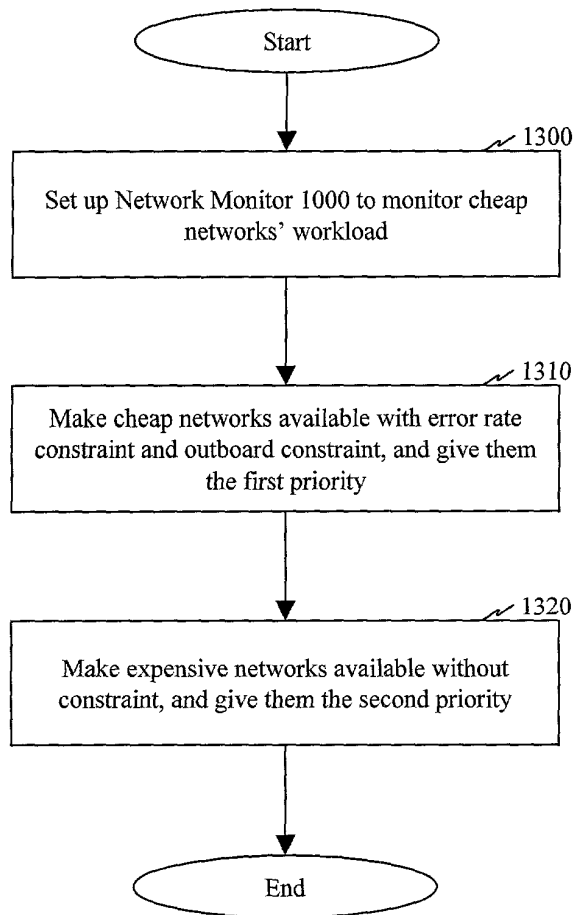 Start
1300
Set up Network Monitor 1000 to monitor cheap
networks’ workload
1310
Make cheap networks available with error rate
constraint and outboard constraint, and give them
the first priority
1320
Make expensive networks available without
constraint, and give them the second priority
End